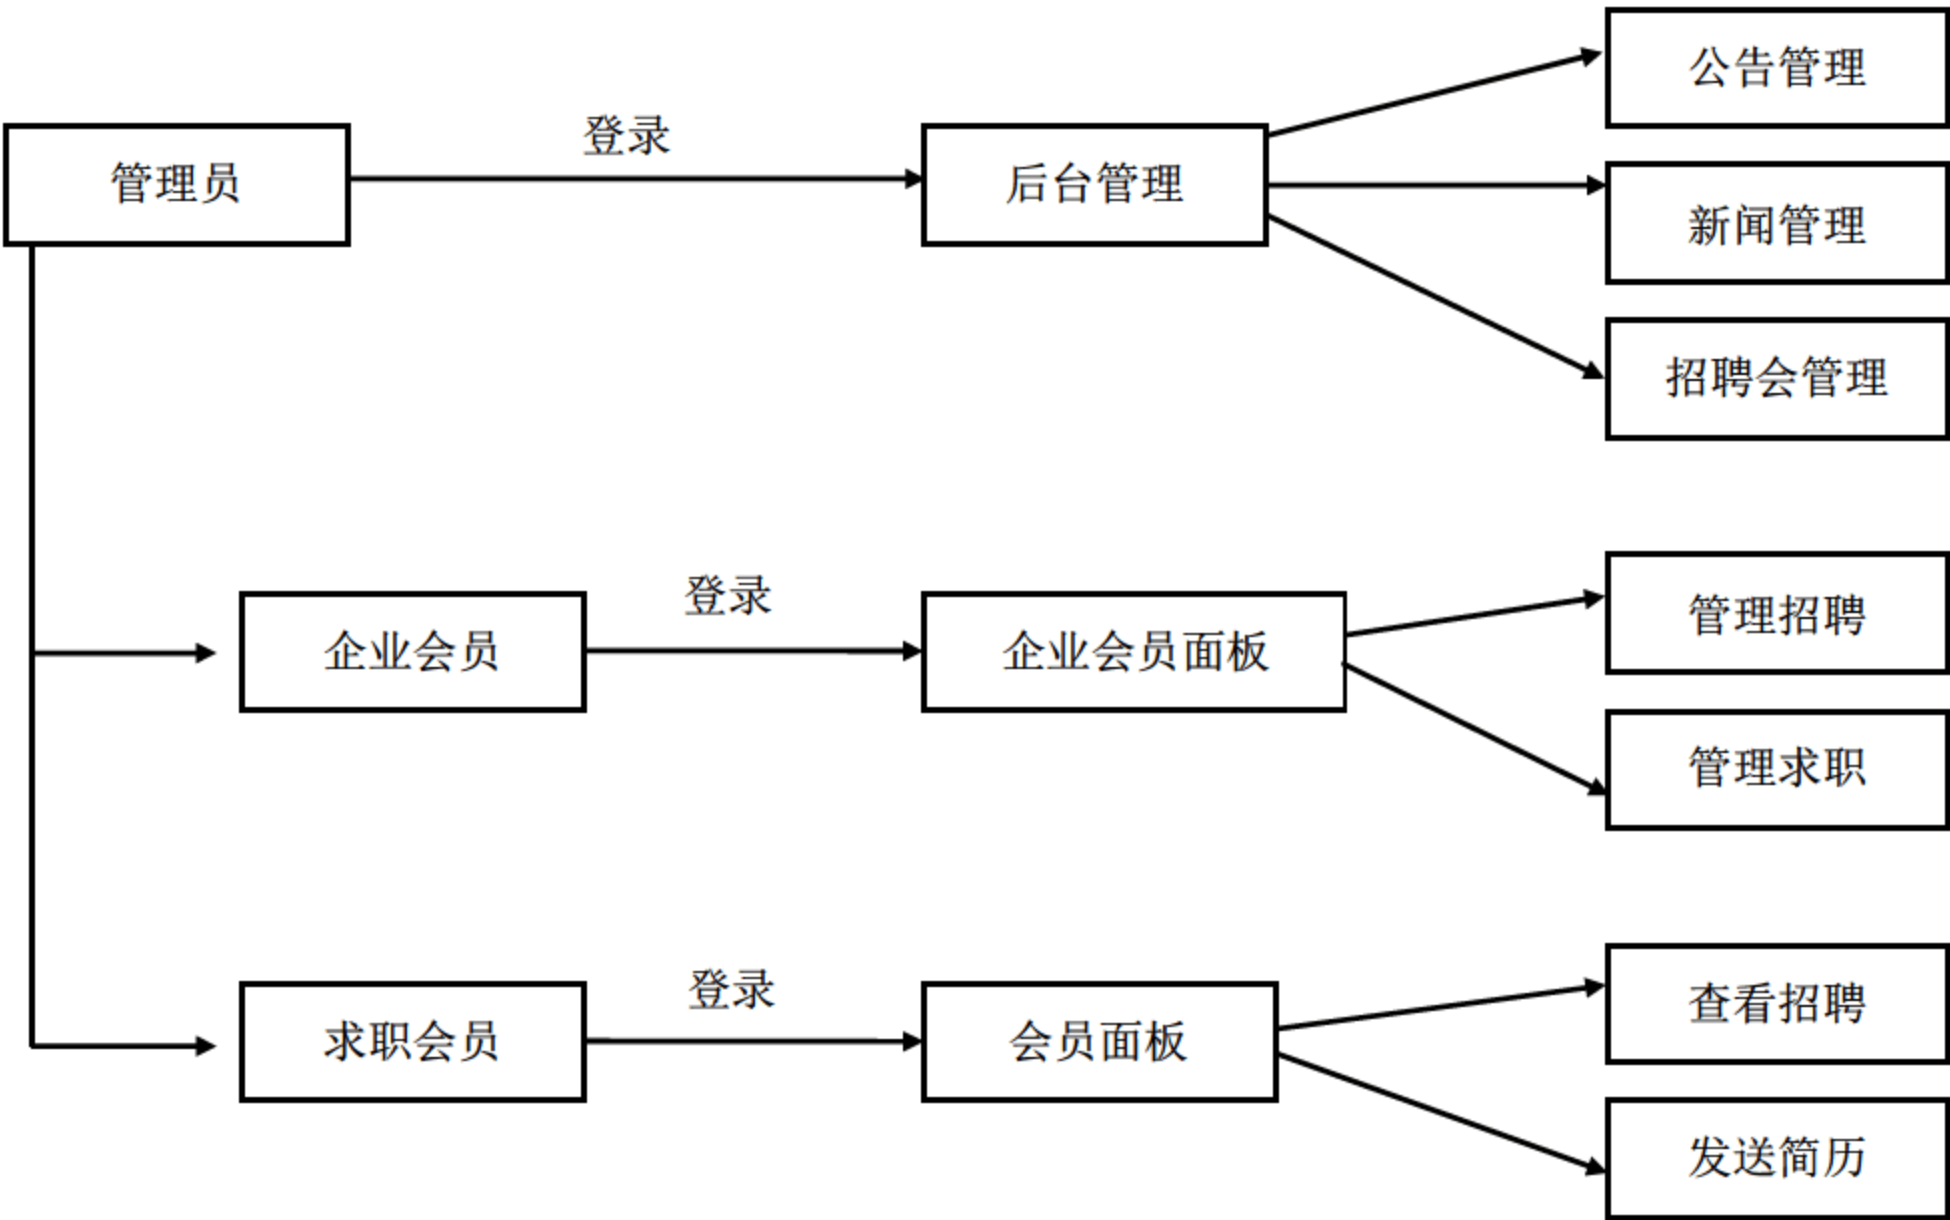 公告管理
登录
管理员
后台管理
新闻管理
招聘会管理
登录
管理招聘
企业会员
企业会员面板
管理求职
登录
查看招聘
求职会员
会员面板
发送简历